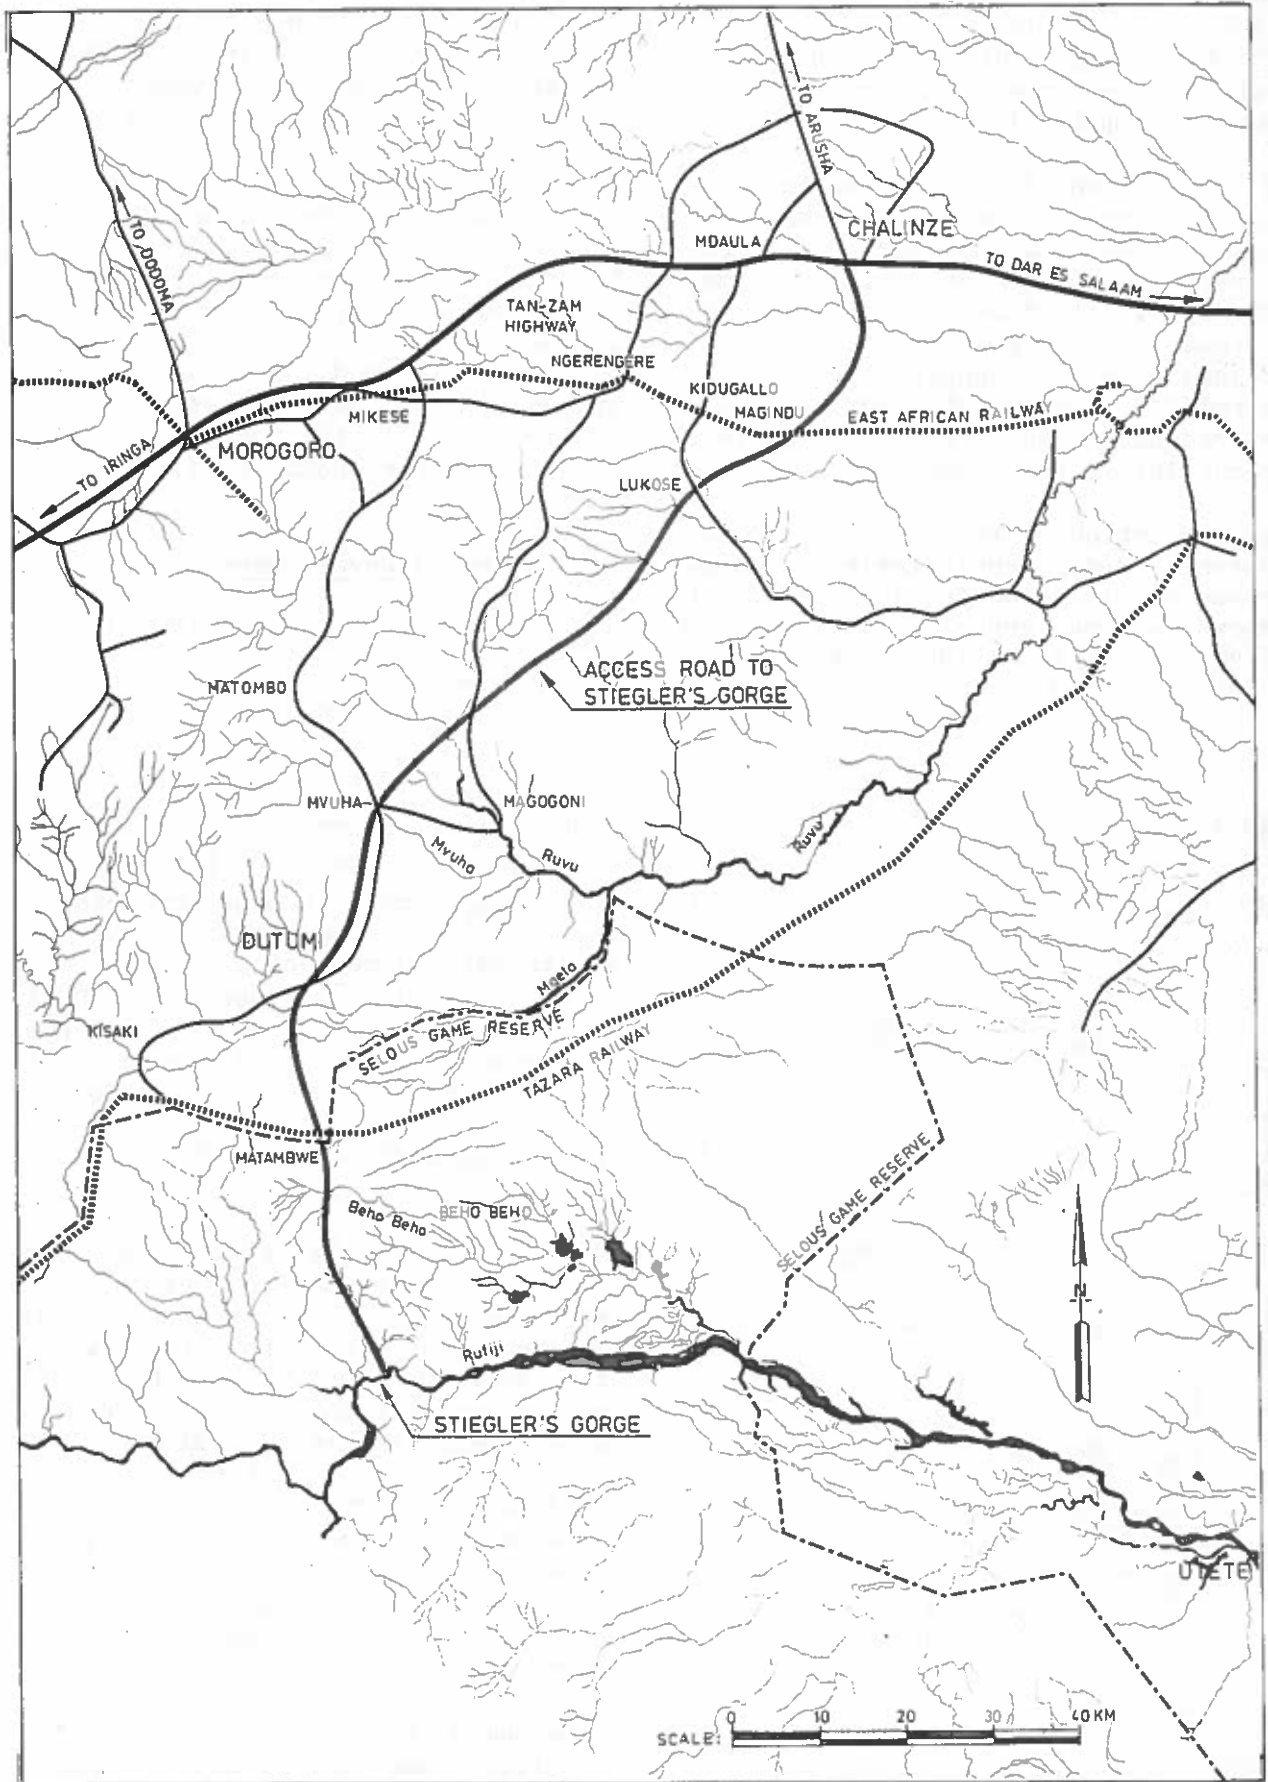 TO ARUSHA
CHALINZE
MDAULA
TO DODOMA
TO DAR ES SALAAM
TAN-ZAM
HIGHWAY
NGERENGERE
KIDUGALLO
MAGINDU
EAST AFRICAN RAILWAY
MIKESE
MOROGORO
TO IRINGA
LUKOSE
ACCESS ROAD TO
STIEGLER'S GORGE
MATOMBO
MVUHA
MAGOGONI
Mvuha
Ruvu
Ruvu
DUTUMI
Mgeta
KISAKI
SELOUS GAME RESERVE
TAZARA RAILWAY
MATAMBWE
SELOUS GAME RESERVE
Beho Beho
BEHO BEHO
N
Rufiji
STIEGLER'S GORGE
UTETE
0 10 20 30 40 KM
SCALE: